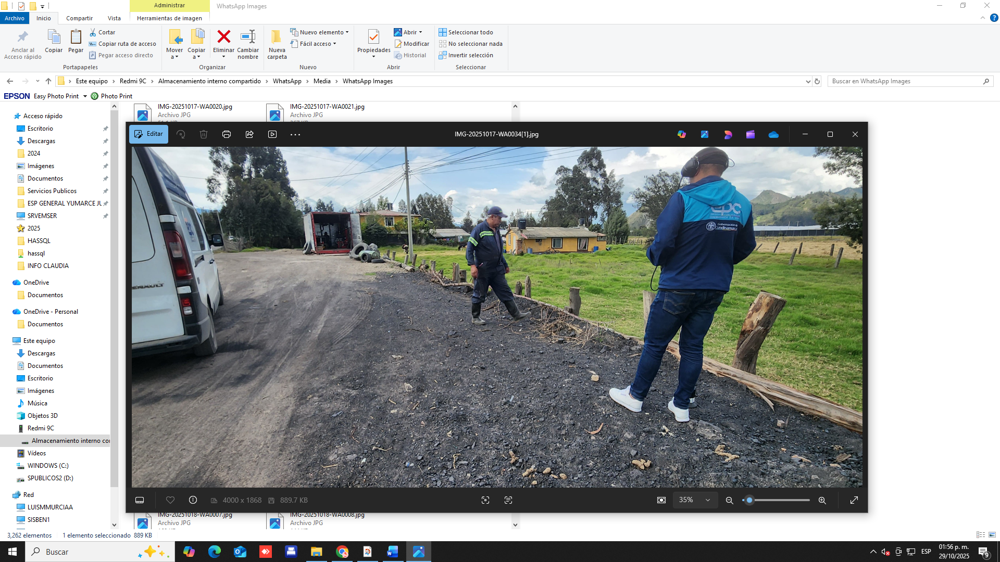 Administrar
WhatsApp Images
Archivo
Inicio
Compartir
Vista
Herramientas de imagen
Anclar al
Acceso rápido
Copiar
Pegar
Cortar
Copiar ruta de acceso
Pegar acceso directo
Portapapeles
Mover
a
Copiar
a
Eliminar
Cambiar
nombre
Organizar
Nueva
carpeta
Nuevo elemento
Fácil acceso
Nuevo
Propiedades
Abrir
Modificar
Historial
Abrir
Seleccionar todo
No seleccionar nada
Invertir selección
Seleccionar
Este equipo
Redmi 9C
Almacenamiento interno compartido
WhatsApp
Media
WhatsApp Images
Buscar en WhatsApp Images
EPSON
Easy Photo Print
Photo Print
Acceso rápido
Escritorio
Descargas
2024
Imágenes
Documentos
Servicios Publicos
ESP GENERAL YUMARCE JU
SRVEMSER
2025
HASSQL
hassql
INFO CLAUDIA
OneDrive
Documentos
OneDrive - Personal
Documentos
Este equipo
Descargas
Documentos
Escritorio
Imágenes
Música
Objetos 3D
Redmi 9C
Almacenamiento interno co
Vídeos
WINDOWS (C:)
SPUBLICOS2 (D:)
Red
LUISMMURCIAA
SISBEN1
IMG-20251017-WA0020.jpg
Archivo JPG
IMG-20251017-WA0021.jpg
Archivo JPG
Editar
IMG-20251017-WA0034[1].jpg
epc
Gobernación de
Cundinamarca
4000 x 1868
889.7 KB
35%
IMG-20251018-WA0007.jpg
Archivo JPG
IMG-20251018-WA0008.jpg
Archivo JPG
3,262 elementos
1 elemento seleccionado 889 KB
Buscar
ESP
01:56 p. m.
29/10/2025
9